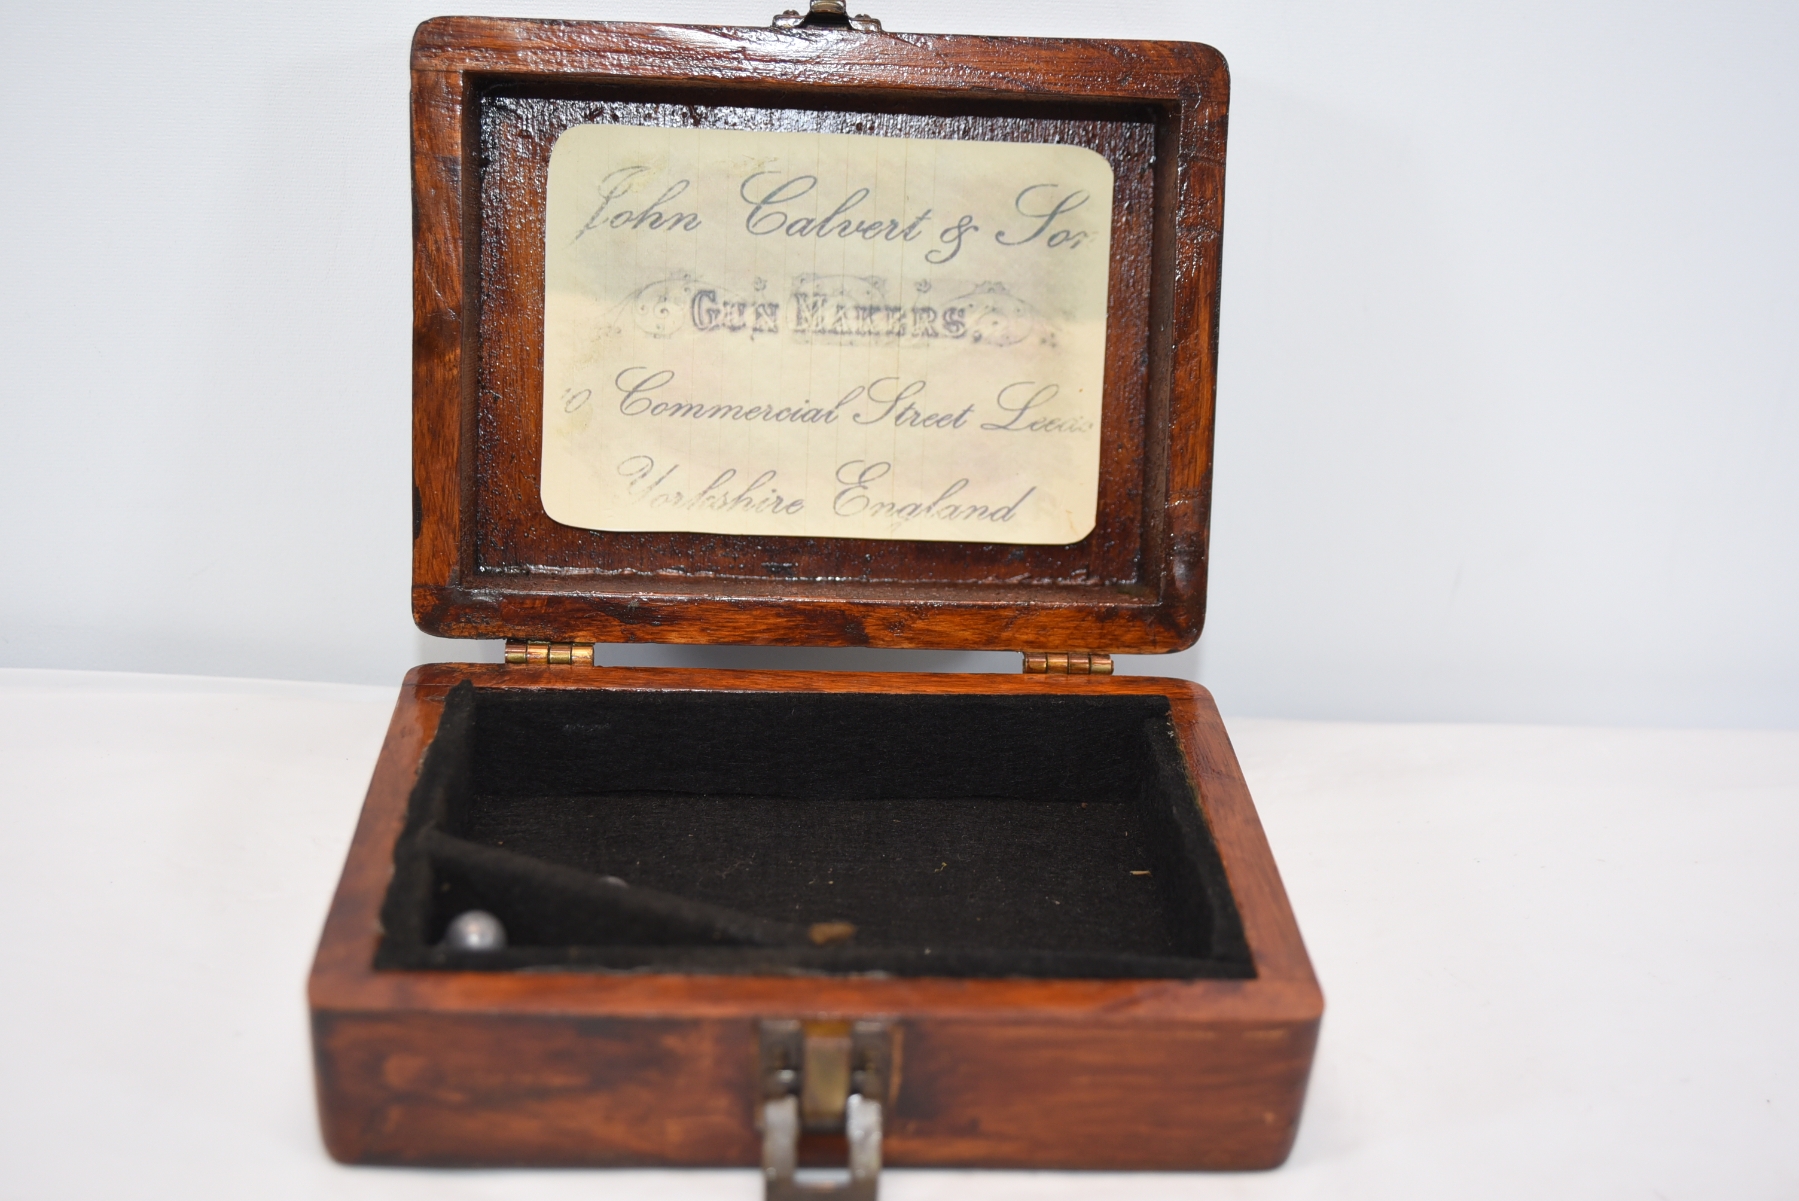 John Calvert & Son
GUN MAKERS
Commercial Street Leeds
Yorkshire England